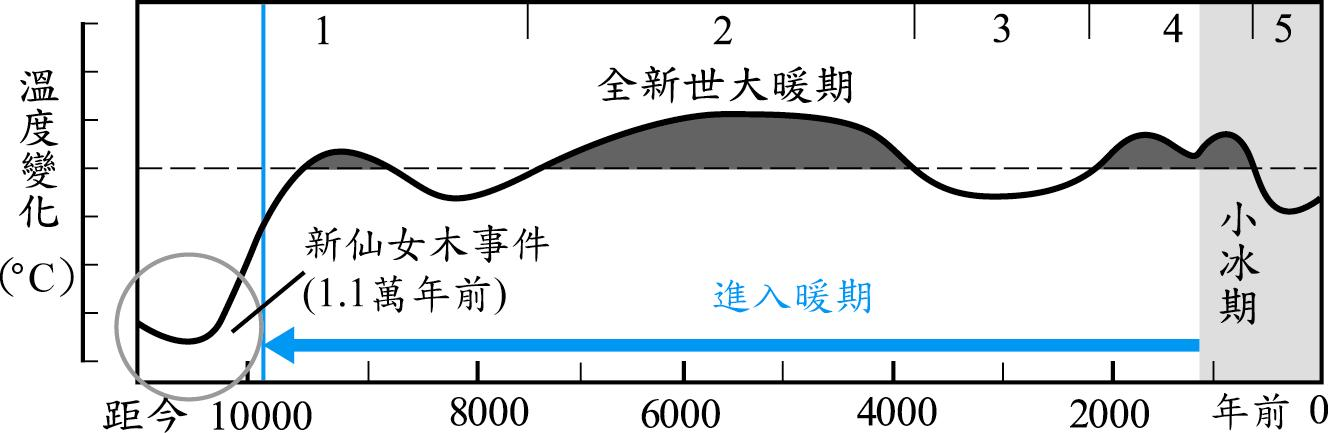 1 2 3 4 5
全新世大暖期
溫度變化
(°C)
新仙女木事件
(1.1萬年前)
進入暖期
小冰期
距今 10000 8000 6000 4000 2000 年前 0